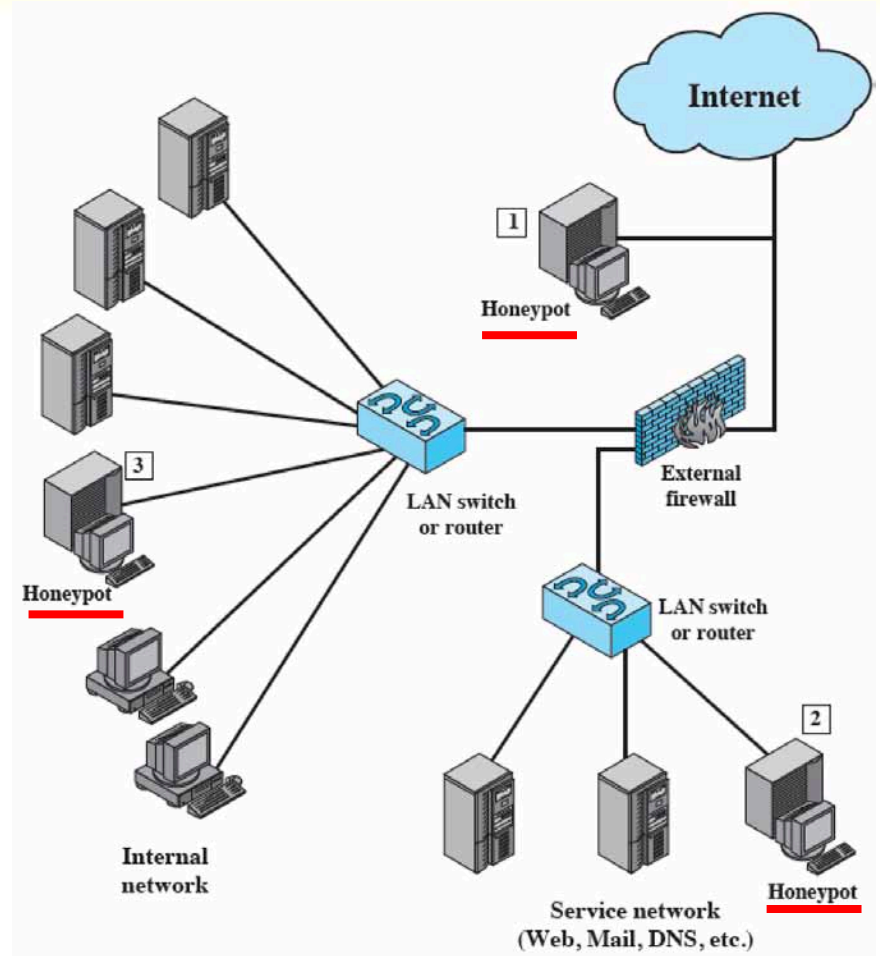 Internet
1
Honeypot
3
LAN switch
or router
External
firewall
Honeypot
LAN switch
or router
2
Internal
network
Honeypot
Service network
(Web, Mail, DNS, etc.)